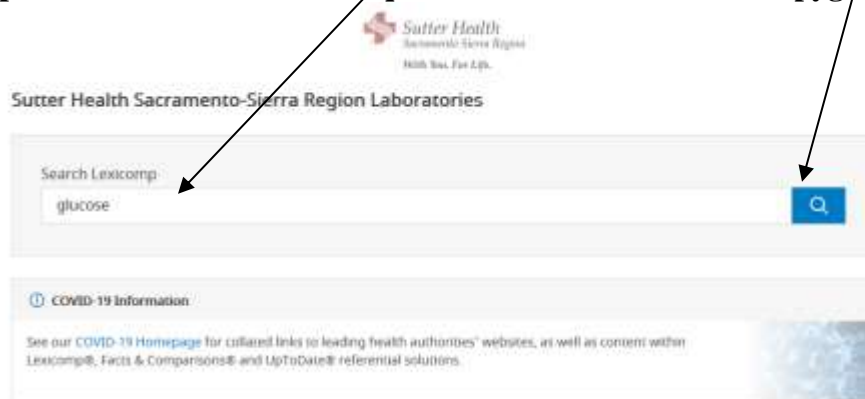 Sutter Health
Sacramento Sierra Region
With You. For Life.
Sutter Health Sacramento-Sierra Region Laboratories
Search Lexicomp
glucose
COVID-19 Information
See our COVID-19 Homepage for collated links to leading health authorities' websites, as well as content within
Lexicomp®, Facts & Comparisons® and UpToDate® referential solutions.